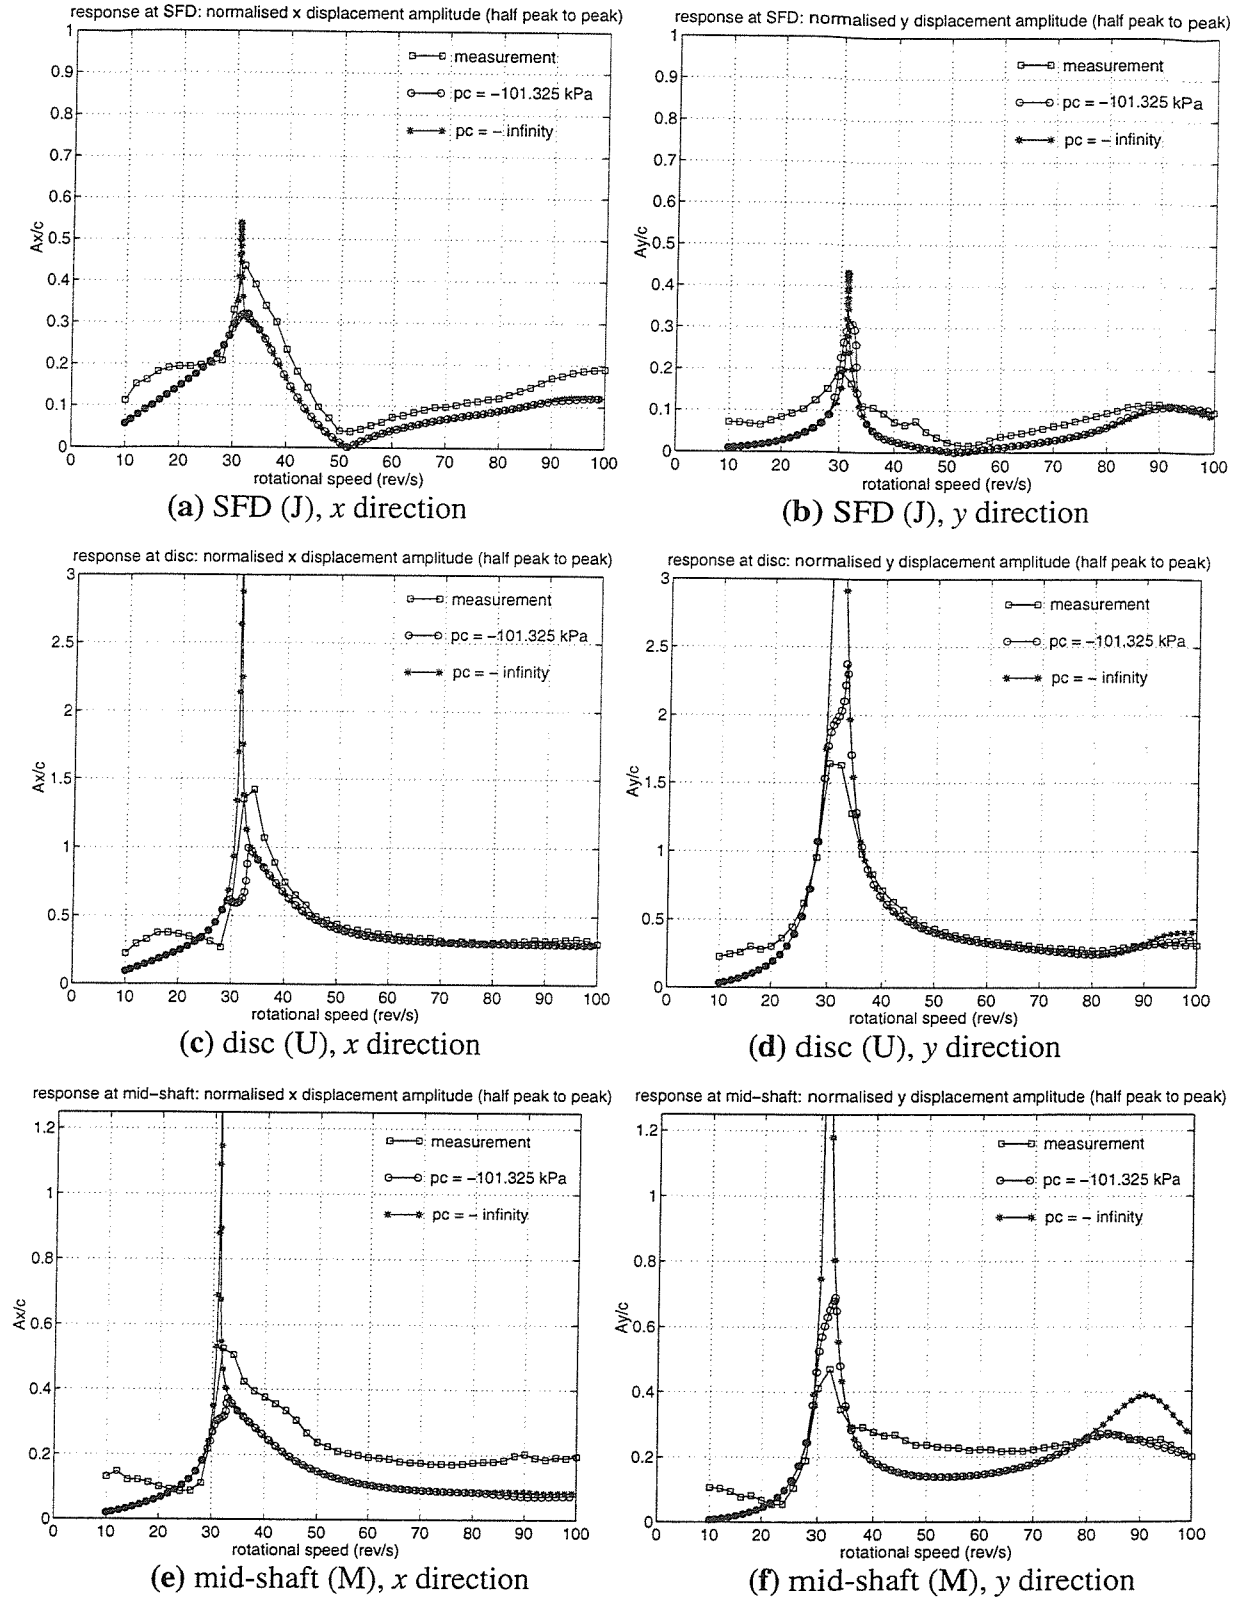 response at SFD: normalised x displacement amplitude (half peak to peak)
1
0.9
0.8
0.7
0.6
0.5
0.4
0.3
0.2
0.1
0
Ax/c
measurement
pc = −101.325 kPa
pc = − infinity
0 10 20 30 40 50 60 70 80 90 100
rotational speed (rev/s)
(a) SFD (J), x direction
response at SFD: normalised y displacement amplitude (half peak to peak)
1
0.9
0.8
0.7
0.6
0.5
0.4
0.3
0.2
0.1
0
Ay/c
measurement
pc = −101.325 kPa
pc = − infinity
0 10 20 30 40 50 60 70 80 90 100
rotational speed (rev/s)
(b) SFD (J), y direction
response at disc: normalised x displacement amplitude (half peak to peak)
3
2.5
2
1.5
1
0.5
0
Ax/c
measurement
pc = −101.325 kPa
pc = − infinity
0 10 20 30 40 50 60 70 80 90 100
rotational speed (rev/s)
(c) disc (U), x direction
response at disc: normalised y displacement amplitude (half peak to peak)
3
2.5
2
1.5
1
0.5
0
Ay/c
measurement
pc = −101.325 kPa
pc = − infinity
0 10 20 30 40 50 60 70 80 90 100
rotational speed (rev/s)
(d) disc (U), y direction
response at mid−shaft: normalised x displacement amplitude (half peak to peak)
1.2
1
0.8
0.6
0.4
0.2
0
Ax/c
measurement
pc = −101.325 kPa
pc = − infinity
0 10 20 30 40 50 60 70 80 90 100
rotational speed (rev/s)
(e) mid-shaft (M), x direction
response at mid−shaft: normalised y displacement amplitude (half peak to peak)
1.2
1
0.8
0.6
0.4
0.2
0
Ay/c
measurement
pc = −101.325 kPa
pc = − infinity
0 10 20 30 40 50 60 70 80 90 100
rotational speed (rev/s)
(f) mid-shaft (M), y direction